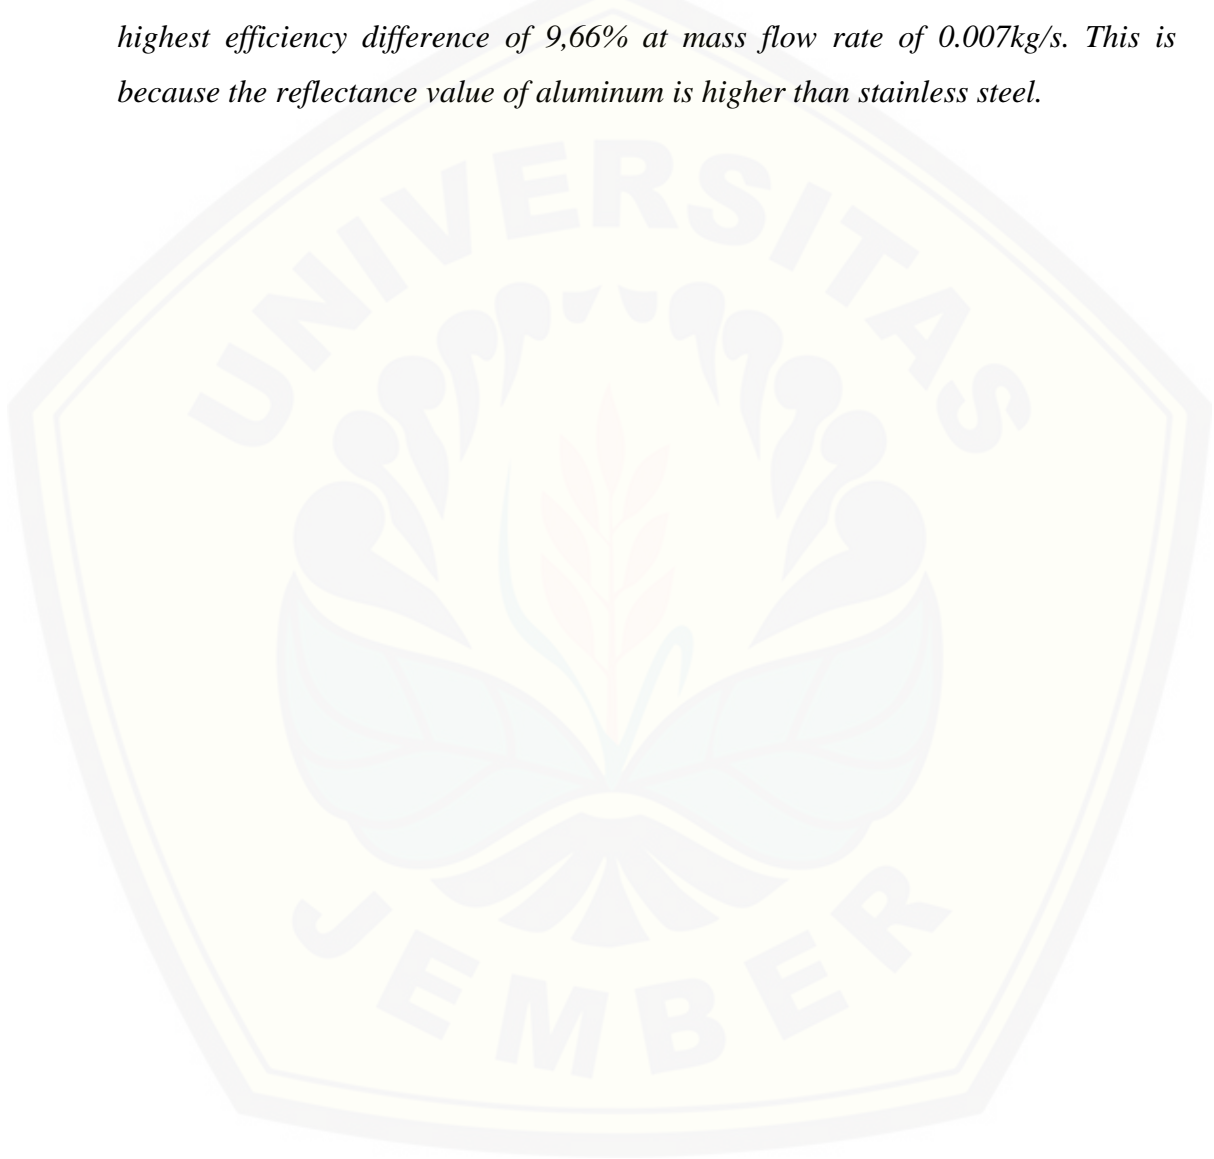 highest efficiency difference of 9,66% at mass flow rate of 0.007kg/s. This is
because the reflectance value of aluminum is higher than stainless steel.
UNIVERSITAS
JEMBER